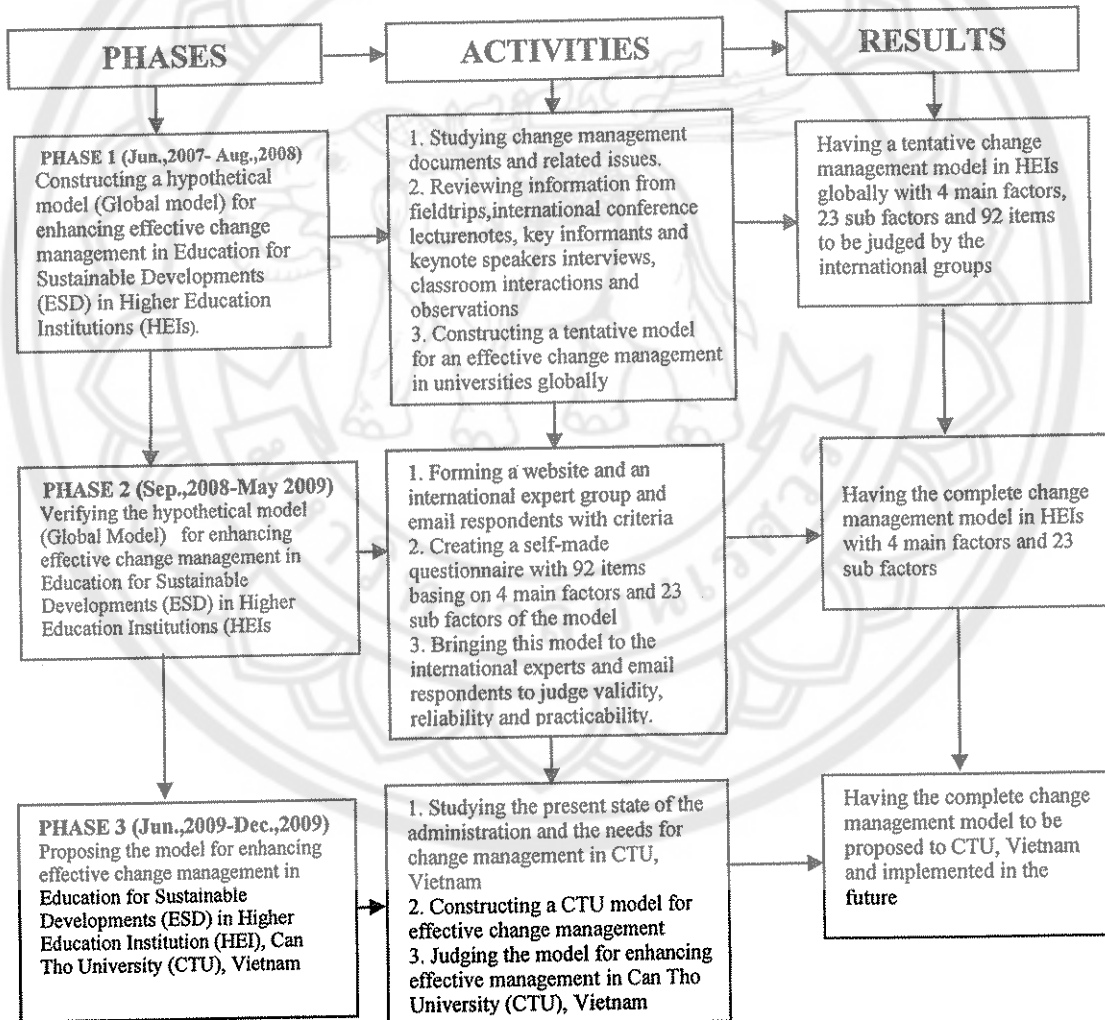 PHASES
ACTIVITIES
RESULTS
PHASE 1 (Jun.,2007- Aug.,2008)
Constructing a hypothetical
model (Global model) for
enhancing effective change
management in Education for
Sustainable Developments
(ESD) in Higher Education
Institutions (HEIs).
1. Studying change management
documents and related issues.
2. Reviewing information from
fieldtrips,international conference
lecturenotes, key informants and
keynote speakers interviews,
classroom interactions and
observations
3. Constructing a tentative model
for an effective change management
in universities globally
Having a tentative change
management model in HEIs
globally with 4 main factors,
23 sub factors and 92 items
to be judged by the
international groups
PHASE 2 (Sep.,2008-May 2009)
Verifying the hypothetical model
(Global Model) for enhancing
effective change management in
Education for Sustainable
Developments (ESD) in Higher
Education Institutions (HEIs
1. Forming a website and an
international expert group and
email respondents with criteria
2. Creating a self-made
questionnaire with 92 items
basing on 4 main factors and 23
sub factors of the model
3. Bringing this model to the
international experts and email
respondents to judge validity,
reliability and practicability.
Having the complete change
management model in HEIs
with 4 main factors and 23
sub factors
PHASE 3 (Jun.,2009-Dec.,2009)
Proposing the model for enhancing
effective change management in
Education for Sustainable
Developments (ESD) in Higher
Education Institution (HEI), Can
Tho University (CTU), Vietnam
1. Studying the present state of the
administration and the needs for
change management in CTU,
Vietnam
2. Constructing a CTU model for
effective change management
3. Judging the model for enhancing
effective management in Can Tho
University (CTU), Vietnam
Having the complete change
management model to be
proposed to CTU, Vietnam
and implemented in the
future